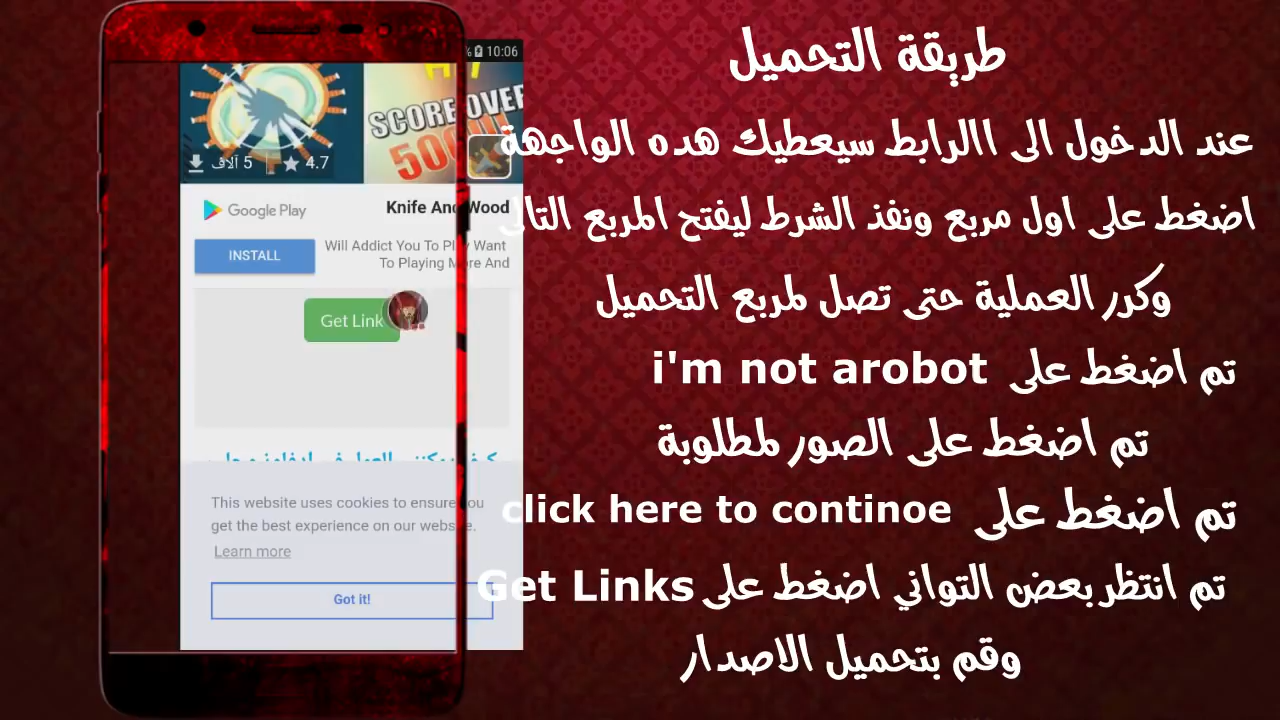 طريقة التحميل
عند الدخول الى االرابط سيعطيك هده الواجهة
اضغط على اول مربع ونفذ الشرط ليفتح المربع التالى
وكرر العملية حتى تصل لمربع التحميل
تم اضغط على i'm not arobot
تم اضغط على الصور لمطلوبة
تم اضغط على click here to continoe
تم انتظر بعض التواني اضغط على Get Links
وقم بتحميل الاصدار
10:06
SCORE OVER
5 آلاف 4.7
Google Play
Knife And Wood
INSTALL
Will Addict You To Play Want
To Playing More And
Get Link
This website uses cookies to ensure you
get the best experience on our website.
Learn more
Got it!